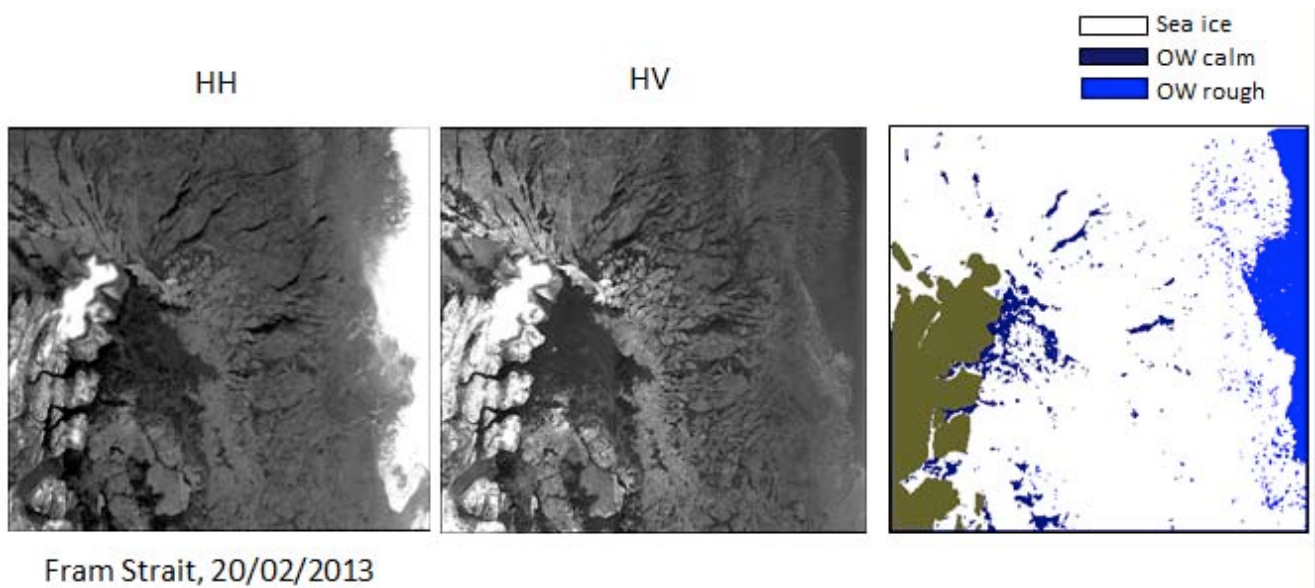 Sea ice
OW calm
OW rough
HH
HV
Fram Strait, 20/02/2013